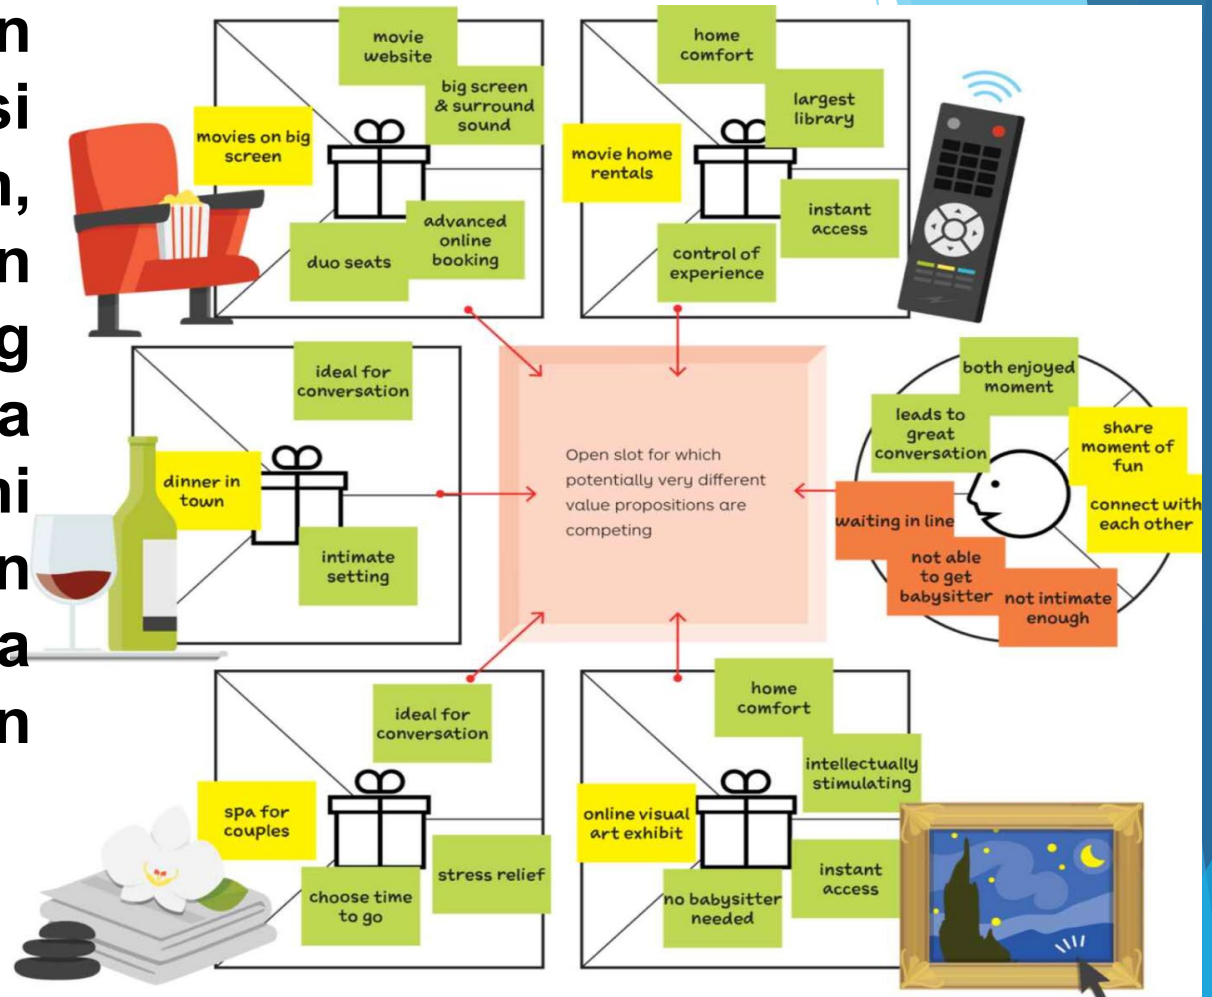 n
si
n,
n
g
a
ni
n
a
n
movie
website
big screen
& surround
sound
movies on big
screen
advanced
online
booking
duo seats
home
comfort
largest
library
movie home
rentals
instant
access
control of
experience
ideal for
conversation
dinner in
town
intimate
setting
Open slot for which
potentially very different
value propositions are
competing
both enjoyed
moment
leads to
great
conversation
share
moment of
fun
connect with
each other
waiting in line
not able
to get
babysitter
not intimate
enough
ideal for
conversation
spa for
couples
stress relief
choose time
to go
home
comfort
intellectually
stimulating
online visual
art exhibit
instant
access
no babysitter
needed